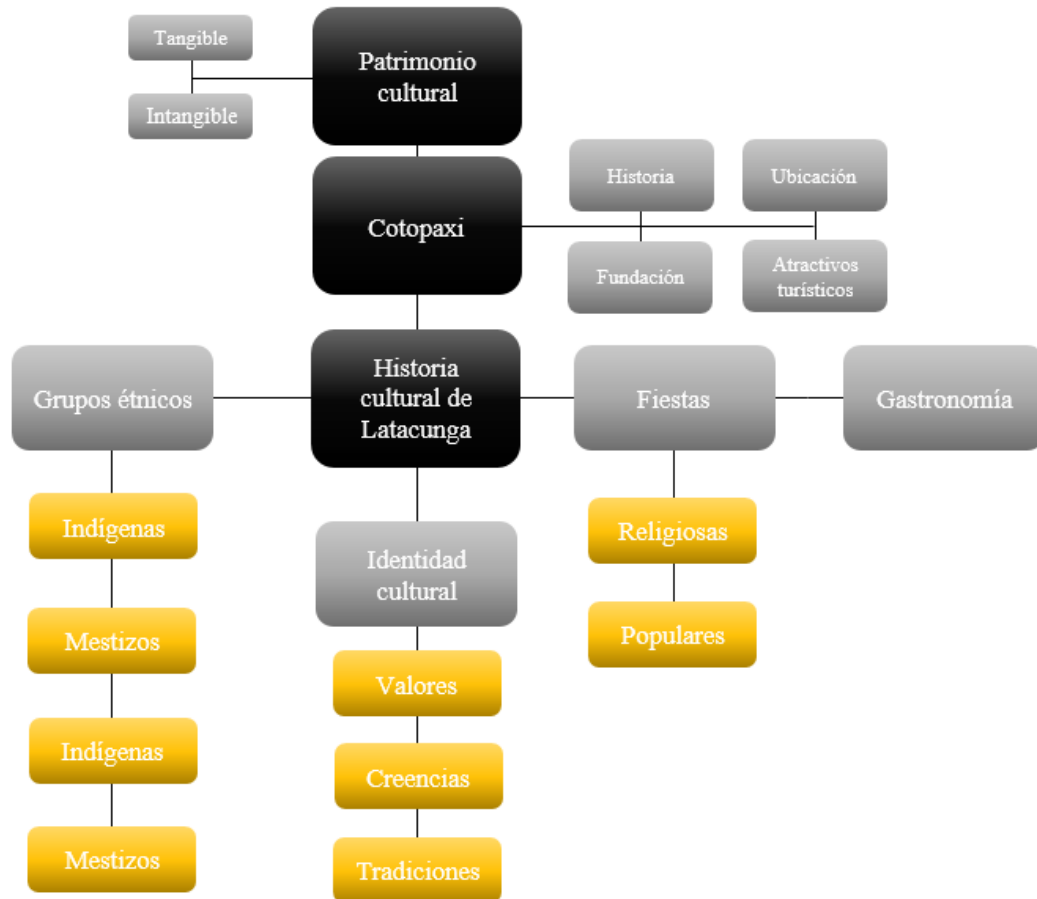 Tangible
Intangible
Patrimonio
cultural
Cotopaxi
Historia
Ubicación
Fundación
Atractivos
turísticos
Grupos étnicos
Historia
cultural de
Latacunga
Fiestas
Gastronomía
Indígenas
Mestizos
Indígenas
Mestizos
Identidad
cultural
Valores
Creencias
Tradiciones
Religiosas
Populares